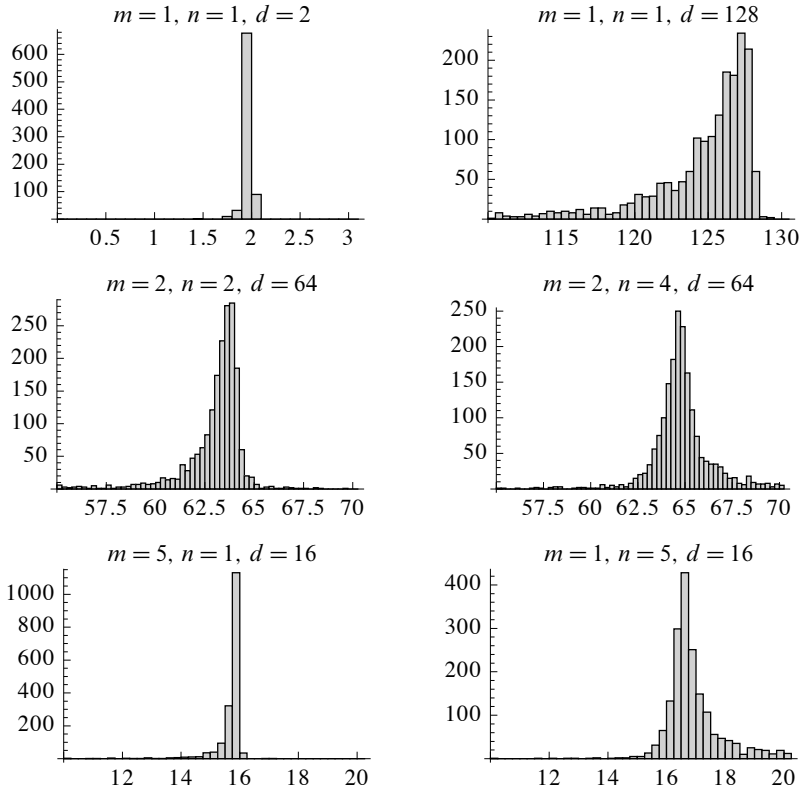 m = 1, n = 1, d = 2
600
500
400
300
200
100
0.5 1 1.5 2 2.5 3
m = 1, n = 1, d = 128
200
150
100
50
115 120 125 130
m = 2, n = 2, d = 64
250
200
150
100
50
57.5 60 62.5 65 67.5 70
m = 2, n = 4, d = 64
250
200
150
100
50
57.5 60 62.5 65 67.5 70
m = 5, n = 1, d = 16
1000
800
600
400
200
12 14 16 18 20
m = 1, n = 5, d = 16
400
300
200
100
12 14 16 18 20